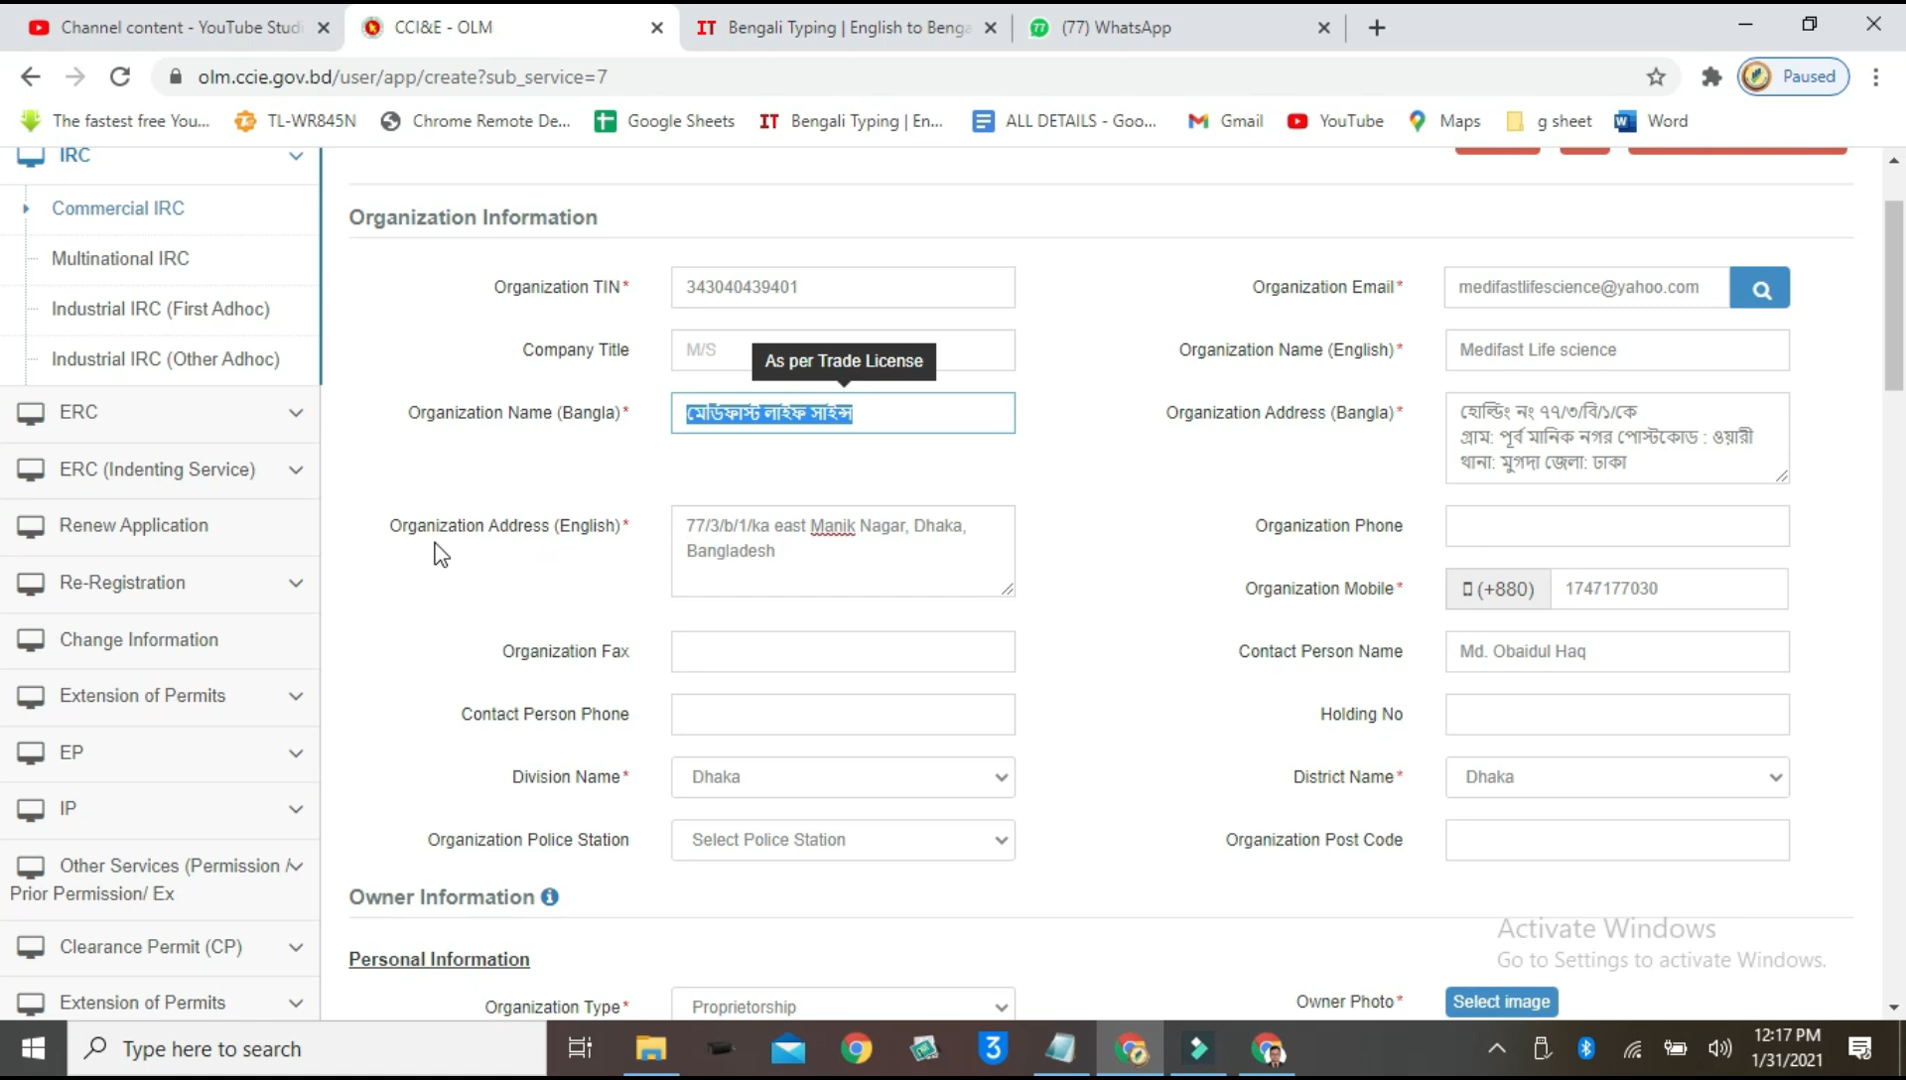 Channel content - YouTube Studi
CCI&E - OLM
IT Bengali Typing | English to Benga
77 (77) WhatsApp
olm.ccie.gov.bd/user/app/create?sub_service=7
Paused
The fastest free You...
TL-WR845N
Chrome Remote De...
Google Sheets
IT Bengali Typing | En...
ALL DETAILS - Goo...
Gmail
YouTube
Maps
g sheet
Word
IRC
Commercial IRC
Multinational IRC
Industrial IRC (First Adhoc)
Industrial IRC (Other Adhoc)
ERC
ERC (Indenting Service)
Renew Application
Re-Registration
Change Information
Extension of Permits
EP
IP
Other Services (Permission /
Prior Permission/ Ex
Clearance Permit (CP)
Extension of Permits
Organization Information
Organization TIN* 343040439401
Organization Email* medifastlifescience@yahoo.com
Company Title M/S
As per Trade License
Organization Name (English)* Medifast Life science
Organization Name (Bangla)* মেডিফাস্ট লাইফ সাইন্স
Organization Address (Bangla)* হোল্ডিং নং ৭৭/৩/বি/১/কে
গ্রাম: পূর্ব মানিক নগর পোস্টকোড : ওয়ারী
থানা: মুগদা জেলা: ঢাকা
Organization Address (English)* 77/3/b/1/ka east Manik Nagar, Dhaka,
Bangladesh
Organization Phone
Organization Mobile* (+880) 1747177030
Organization Fax
Contact Person Name Md. Obaidul Haq
Contact Person Phone
Holding No
Division Name* Dhaka
District Name* Dhaka
Organization Police Station Select Police Station
Organization Post Code
Owner Information
Personal Information
Organization Type* Proprietorship
Owner Photo* Select image
Activate Windows
Go to Settings to activate Windows.
Type here to search
3
12:17 PM
1/31/2021